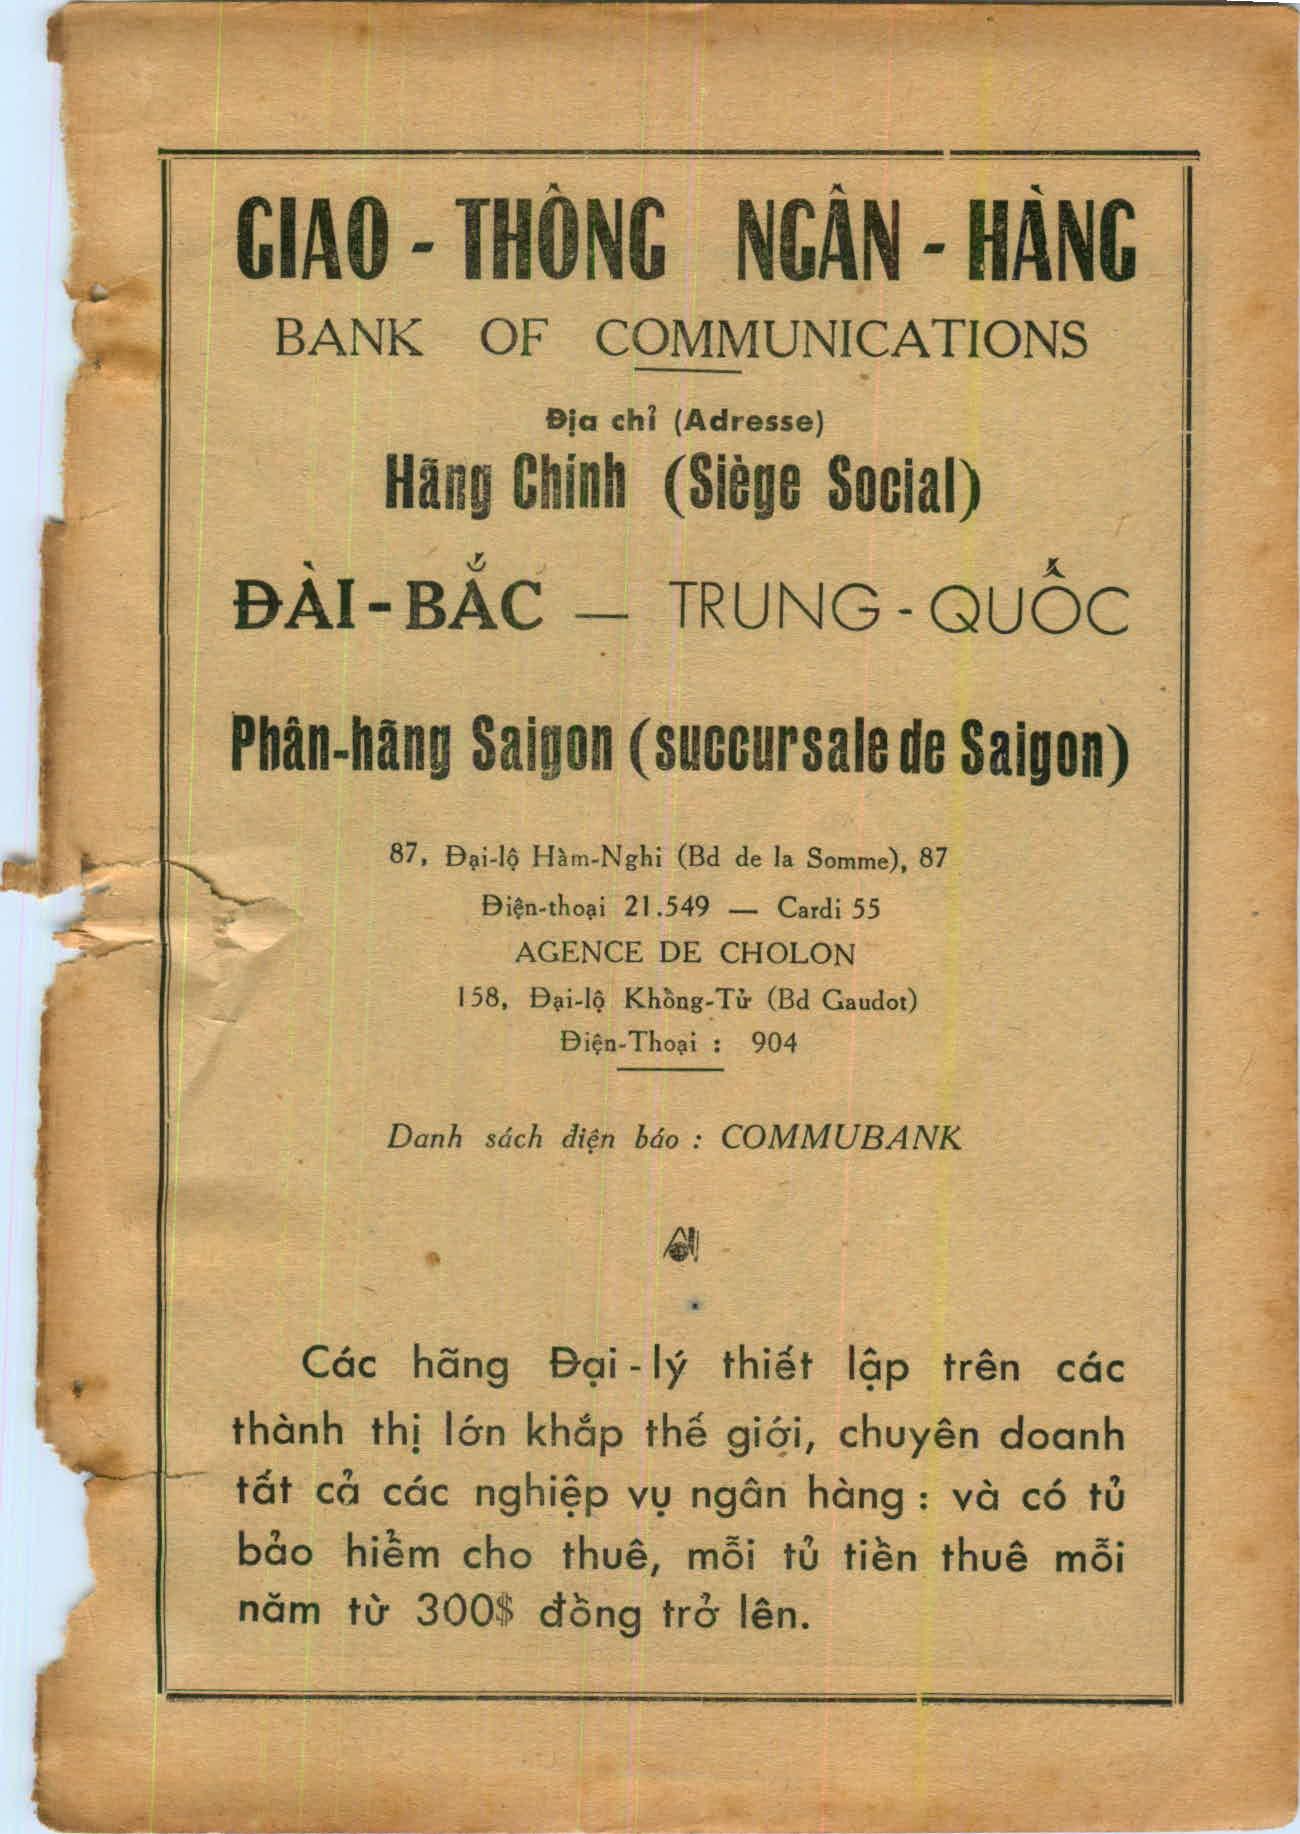 GIAO - THÔNG NGÂN - HÀNG
BANK OF COMMUNICATIONS
Địa chỉ (Adresse)
Hãng Chính (Siège Social)
ĐÀI - BẮC — TRUNG - QUỐC
Phân-hãng Saigon (succursale de Saigon)
87, Đại-lộ Hàm-Nghi (Bd de la Somme), 87
Điện-thoại 21.549 — Cardi 55
AGENCE DE CHOLON
158, Đại-lộ Khồng-Tử (Bd Gaudot)
Điện-Thoại : 904
Danh sách điện báo : COMMUBANK
Các hãng Đại - lý thiết lập trên các
thành thị lớn khắp thế giới, chuyên doanh
tất cả các nghiệp vụ ngân hàng : và có tủ
bảo hiểm cho thuê, mỗi tủ tiền thuê mỗi
năm từ 300$ đồng trở lên.